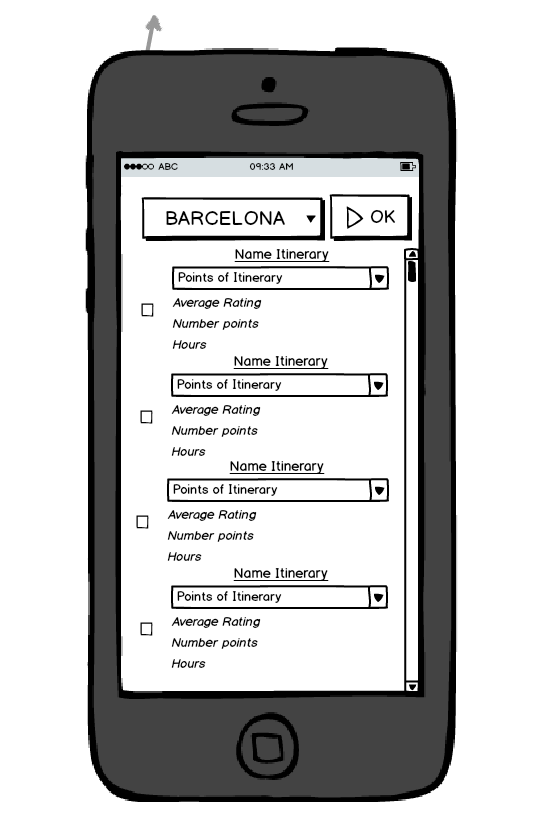 ABC 09:33 AM
BARCELONA OK
Name Itinerary
Points of Itinerary
Average Rating
Number points
Hours
Name Itinerary
Points of Itinerary
Average Rating
Number points
Hours
Name Itinerary
Points of Itinerary
Average Rating
Number points
Hours
Name Itinerary
Points of Itinerary
Average Rating
Number points
Hours